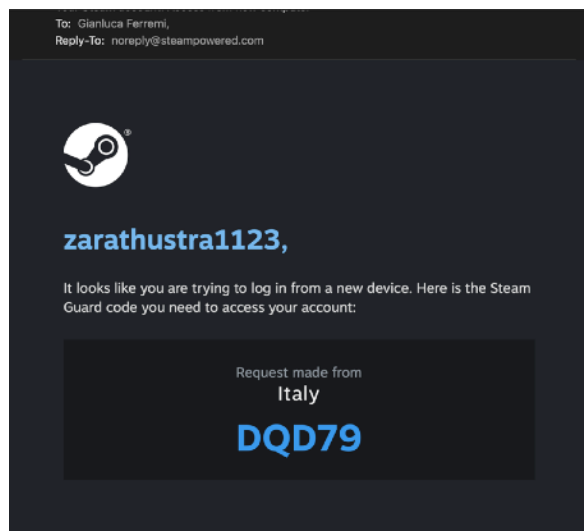 To: Gianluca Ferremi,
Reply-To: noreply@steampowered.com
®
zarathustra1123,
It looks like you are trying to log in from a new device. Here is the Steam
Guard code you need to access your account:
Request made from
Italy
DQD79